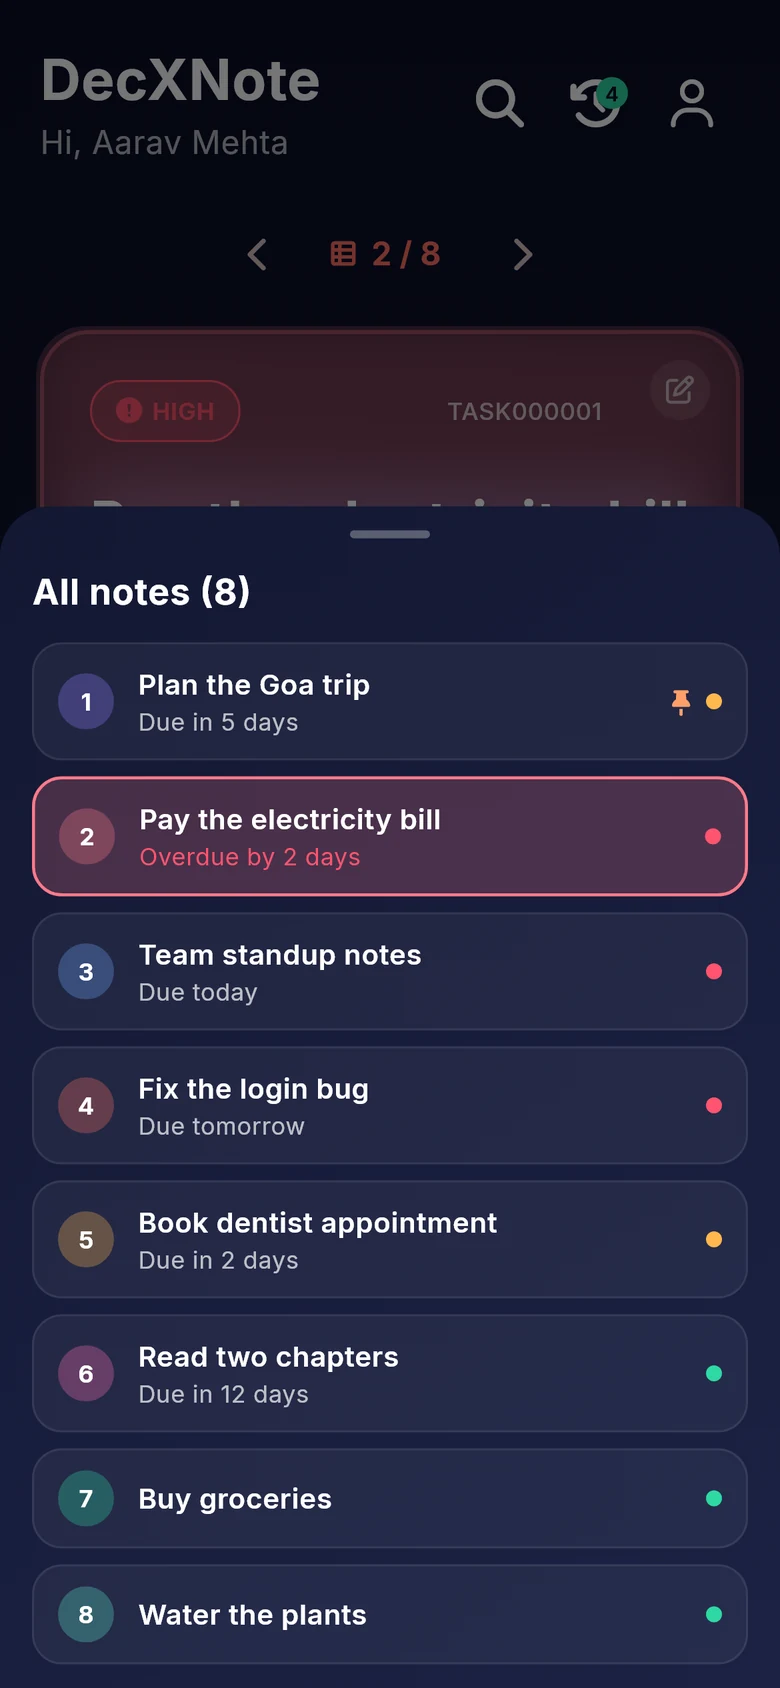 DecXNote
Hi, Aarav Mehta
4
2 / 8
HIGH
TASK000001
All notes (8)
1
Plan the Goa trip
Due in 5 days
2
Pay the electricity bill
Overdue by 2 days
3
Team standup notes
Due today
4
Fix the login bug
Due tomorrow
5
Book dentist appointment
Due in 2 days
6
Read two chapters
Due in 12 days
7
Buy groceries
8
Water the plants